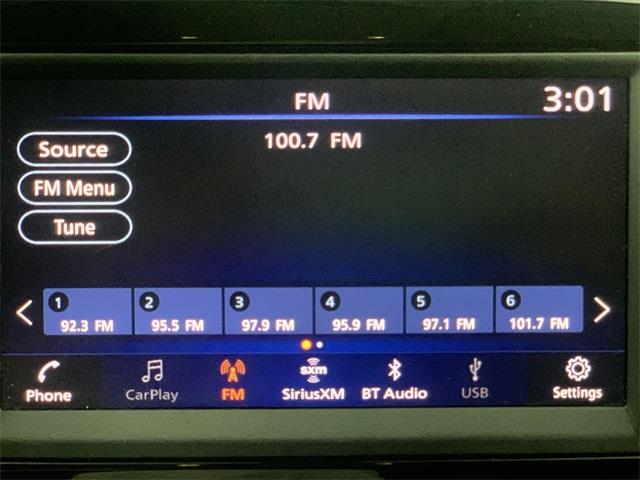 FM
3:01
100.7 FM
Source
FM Menu
Tune
1 2 3 4 5 6
92.3 FM 95.5 FM 97.9 FM 95.9 FM 97.1 FM 101.7 FM
sxm
Phone CarPlay FM SiriusXM BT Audio USB Settings